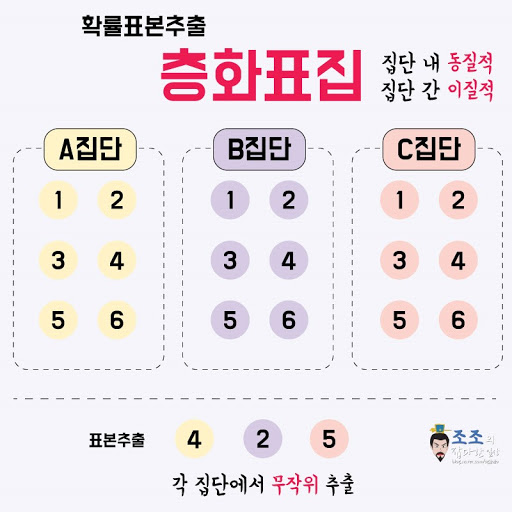 확률표본추출
층화표집
집단 내 동질적
집단 간 이질적
A집단 B집단 C집단
1 2 1 2 1 2
3 4 3 4 3 4
5 6 5 6 5 6
표본추출 4 2 5
각 집단에서 무작위 추출
조조의